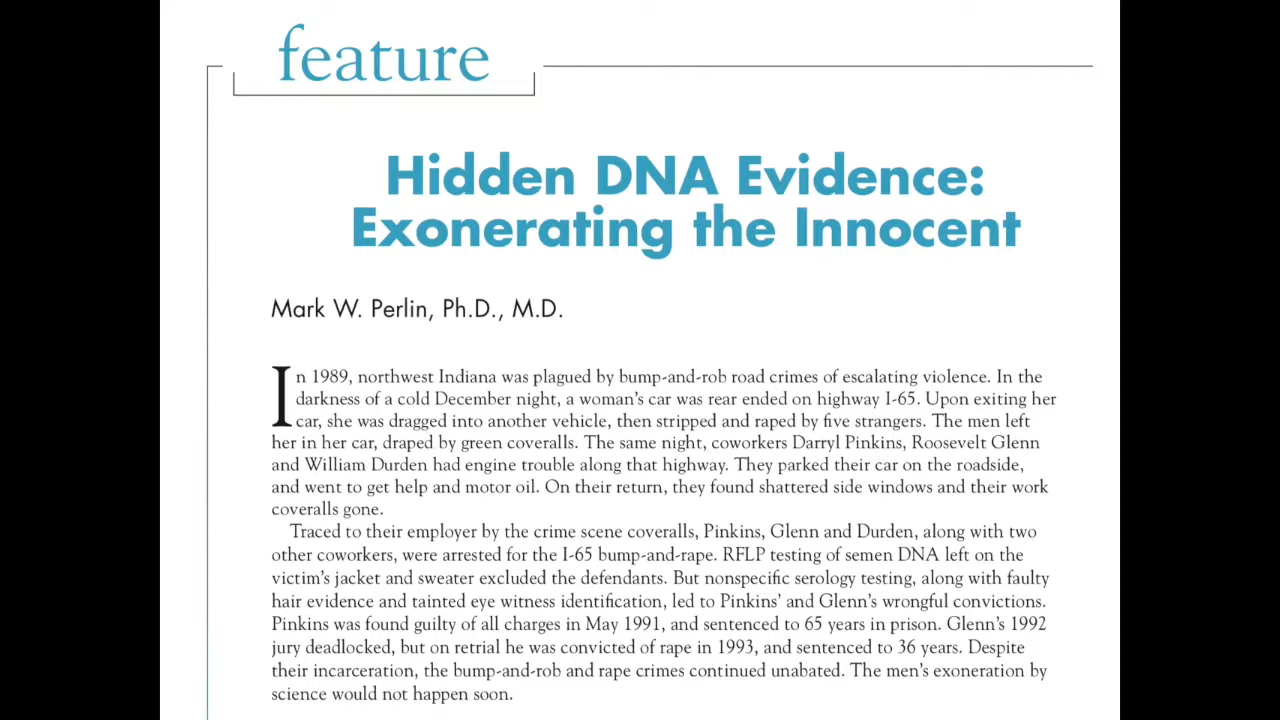 feature
Hidden DNA Evidence:
Exonerating the Innocent
Mark W. Perlin, Ph.D., M.D.
In 1989, northwest Indiana was plagued by bump-and-rob road crimes of escalating violence. In the
darkness of a cold December night, a woman's car was rear ended on highway I-65. Upon exiting her
car, she was dragged into another vehicle, then stripped and raped by five strangers. The men left
her in her car, draped by green coveralls. The same night, coworkers Darryl Pinkins, Roosevelt Glenn
and William Durden had engine trouble along that highway. They parked their car on the roadside,
and went to get help and motor oil. On their return, they found shattered side windows and their work
coveralls gone.
Traced to their employer by the crime scene coveralls, Pinkins, Glenn and Durden, along with two
other coworkers, were arrested for the I-65 bump-and-rape. RFLP testing of semen DNA left on the
victim's jacket and sweater excluded the defendants. But nonspecific serology testing, along with faulty
hair evidence and tainted eye witness identification, led to Pinkins' and Glenn's wrongful convictions.
Pinkins was found guilty of all charges in May 1991, and sentenced to 65 years in prison. Glenn's 1992
jury deadlocked, but on retrial he was convicted of rape in 1993, and sentenced to 36 years. Despite
their incarceration, the bump-and-rob and rape crimes continued unabated. The men's exoneration by
science would not happen soon.